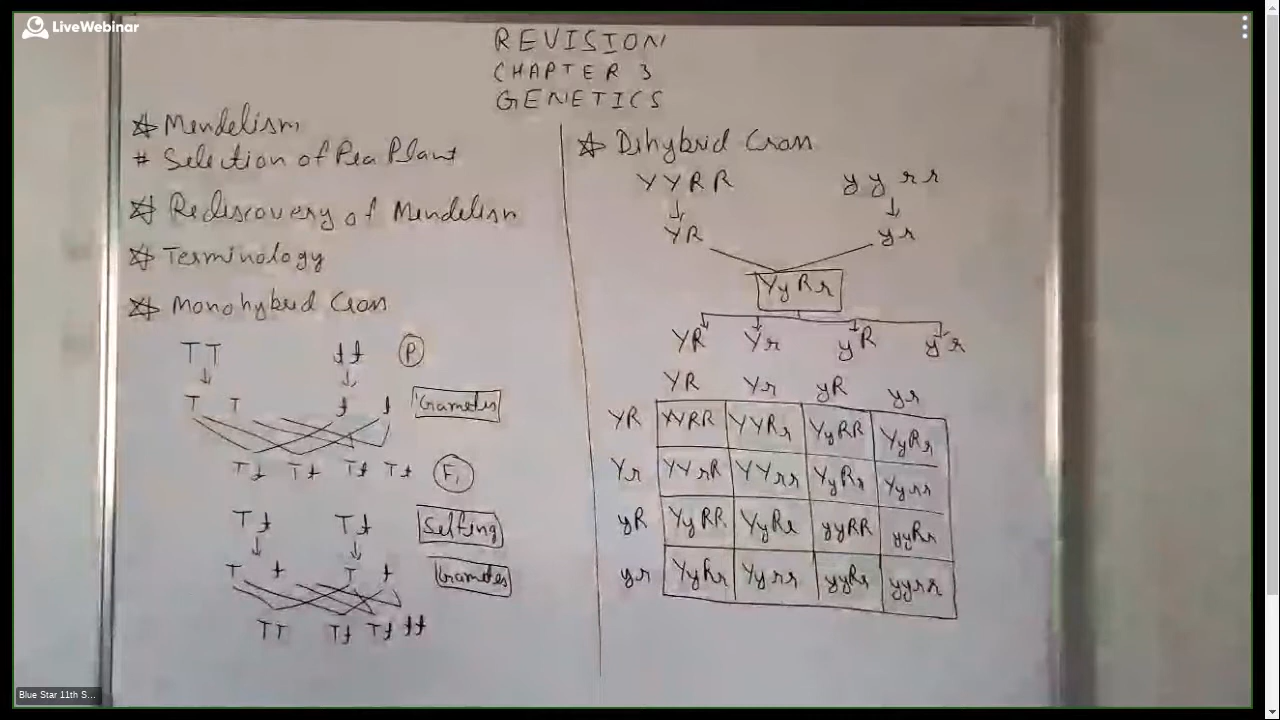 LiveWebinar
REVISION
CHAPTER 3
GENETICS
☆ Mendelism
# Selection of Pea Plant
☆ Rediscovery of Mendelism
☆ Terminology
☆ Monohybrid Cross
TT tt P
T T t t Gametes
Tt Tt Tt Tt F1
Tt Tt Selfing
T t T t Gametes
TT Tt Tt tt
☆ Dihybrid Cross
YYRR yyrr
YR yr
YyRr
YR Yr yR yr
YR Yr yR yr
YR YYRR YYRr YyRR YyRr
Yr YYrR YYrr YyRr Yyrr
yR YyRR YyRr yyRR yyRr
yr YyRr Yyrr yyRr yyrr
Blue Star 11th S...